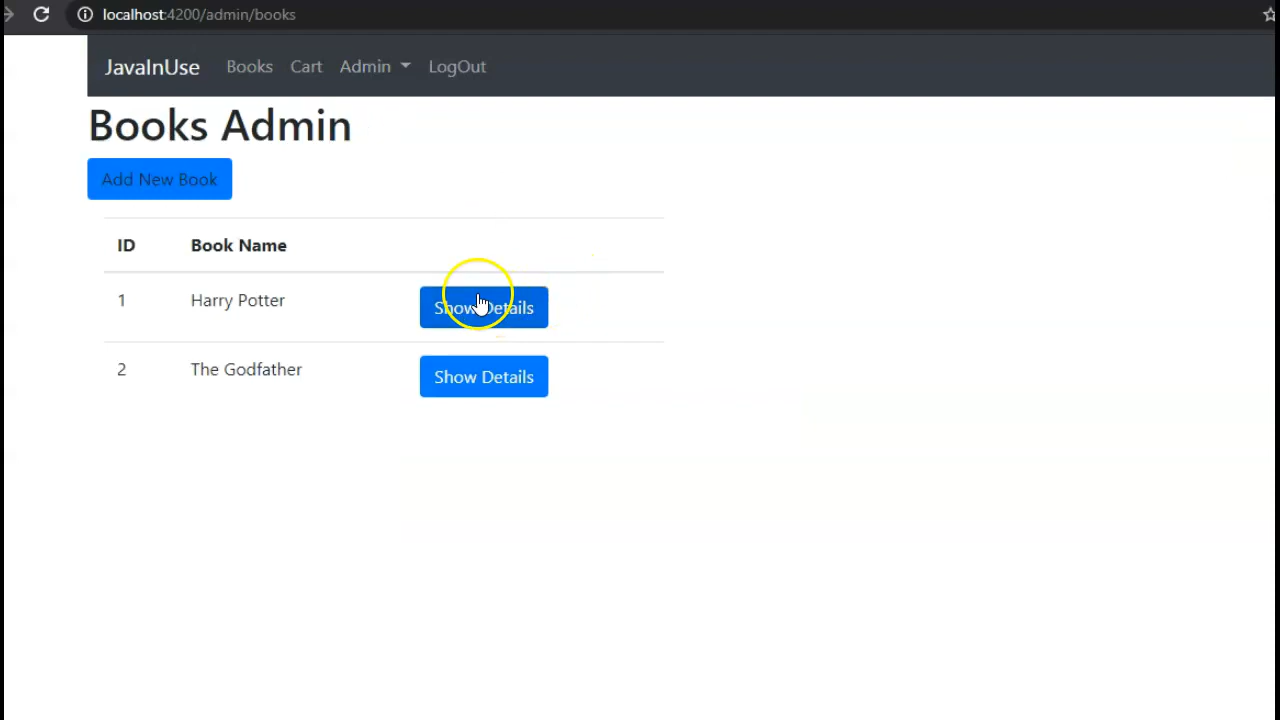 localhost:4200/admin/books
JavaInUse Books Cart Admin LogOut
Books Admin
Add New Book
ID Book Name
1 Harry Potter Show Details
2 The Godfather Show Details